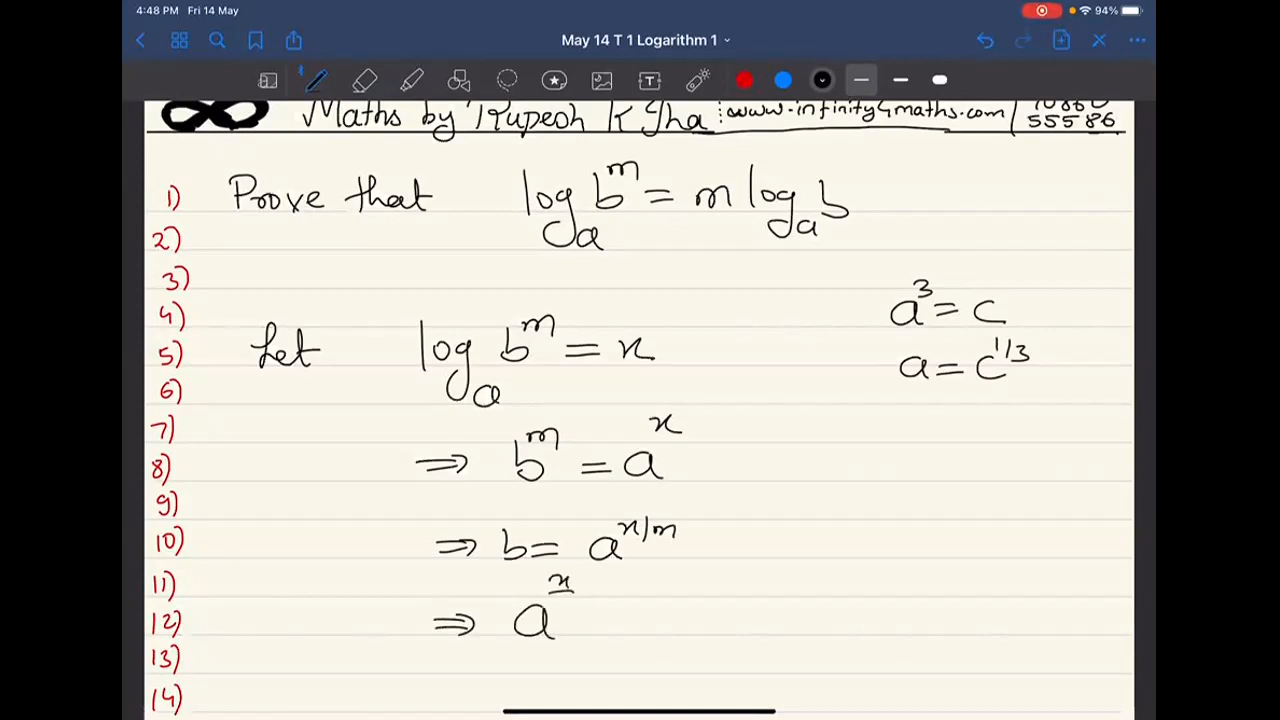 4:48 PM Fri 14 May
94%
May 14 T 1 Logarithm 1
Maths by Rupesh K Jha
www.infinity4maths.com
55586
1) Prove that log_a b^m = m log_a b
2)
3)
4) a^3 = c
5) Let log_a b^m = x
a = c^1/3
6)
7)
8) ⇒ b^m = a^x
9)
10) ⇒ b = a^x/m
11)
12) ⇒ a^x
13)
14)